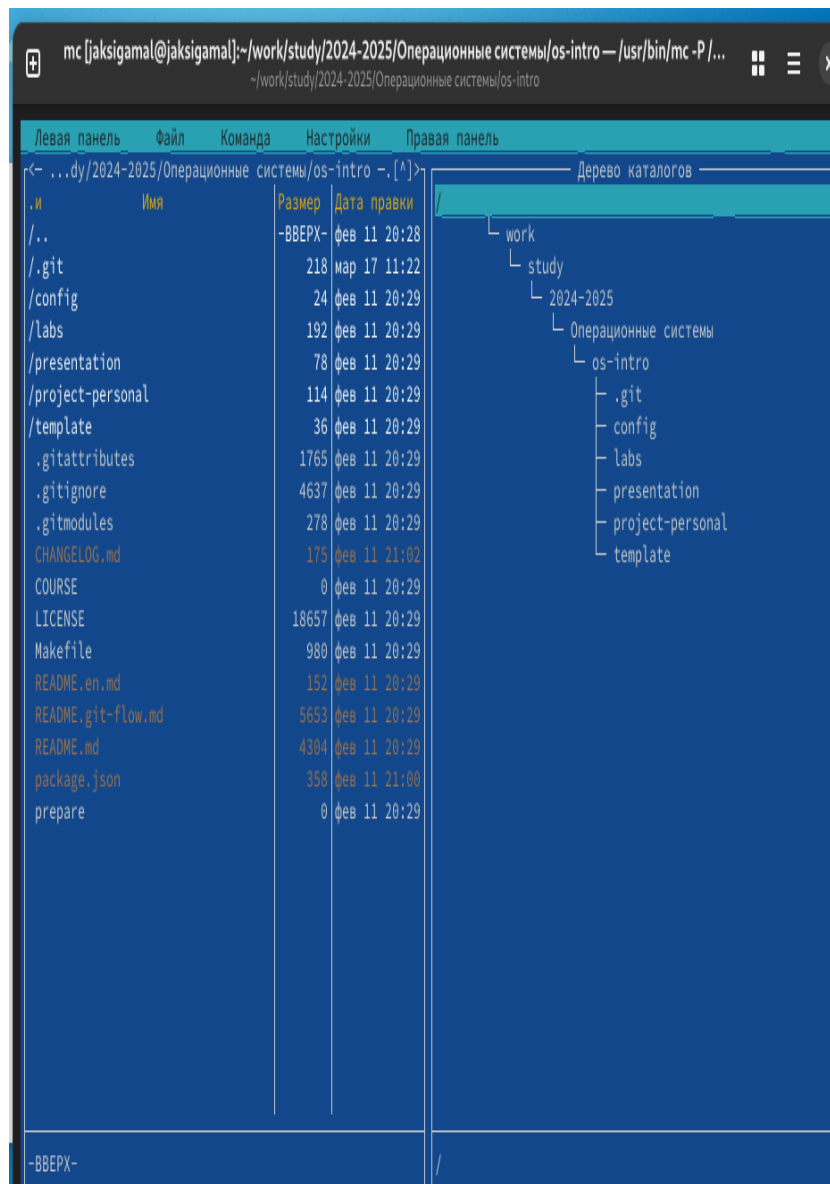 mc [jaksigamal@jaksigamal]:~/work/study/2024-2025/Операционные системы/os-intro — /usr/bin/mc -P /...
~/work/study/2024-2025/Операционные системы/os-intro
Левая панель Файл Команда Настройки Правая панель
<- ...dy/2024-2025/Операционные системы/os-intro -.[^]>
Дерево каталогов
.и Имя Размер Дата правки
/
/.. -ВВЕРХ- фев 11 20:28
work
/.git 218 мар 17 11:22
study
/config 24 фев 11 20:29
2024-2025
/labs 192 фев 11 20:29
Операционные системы
/presentation 78 фев 11 20:29
os-intro
/project-personal 114 фев 11 20:29
.git
/template 36 фев 11 20:29
config
.gitattributes 1765 фев 11 20:29
labs
.gitignore 4637 фев 11 20:29
presentation
.gitmodules 278 фев 11 20:29
project-personal
CHANGELOG.md 175 фев 11 21:02
template
COURSE 0 фев 11 20:29
LICENSE 18657 фев 11 20:29
Makefile 980 фев 11 20:29
README.en.md 152 фев 11 20:29
README.git-flow.md 5653 фев 11 20:29
README.md 4304 фев 11 20:29
package.json 358 фев 11 21:00
prepare 0 фев 11 20:29
-ВВЕРХ-
/